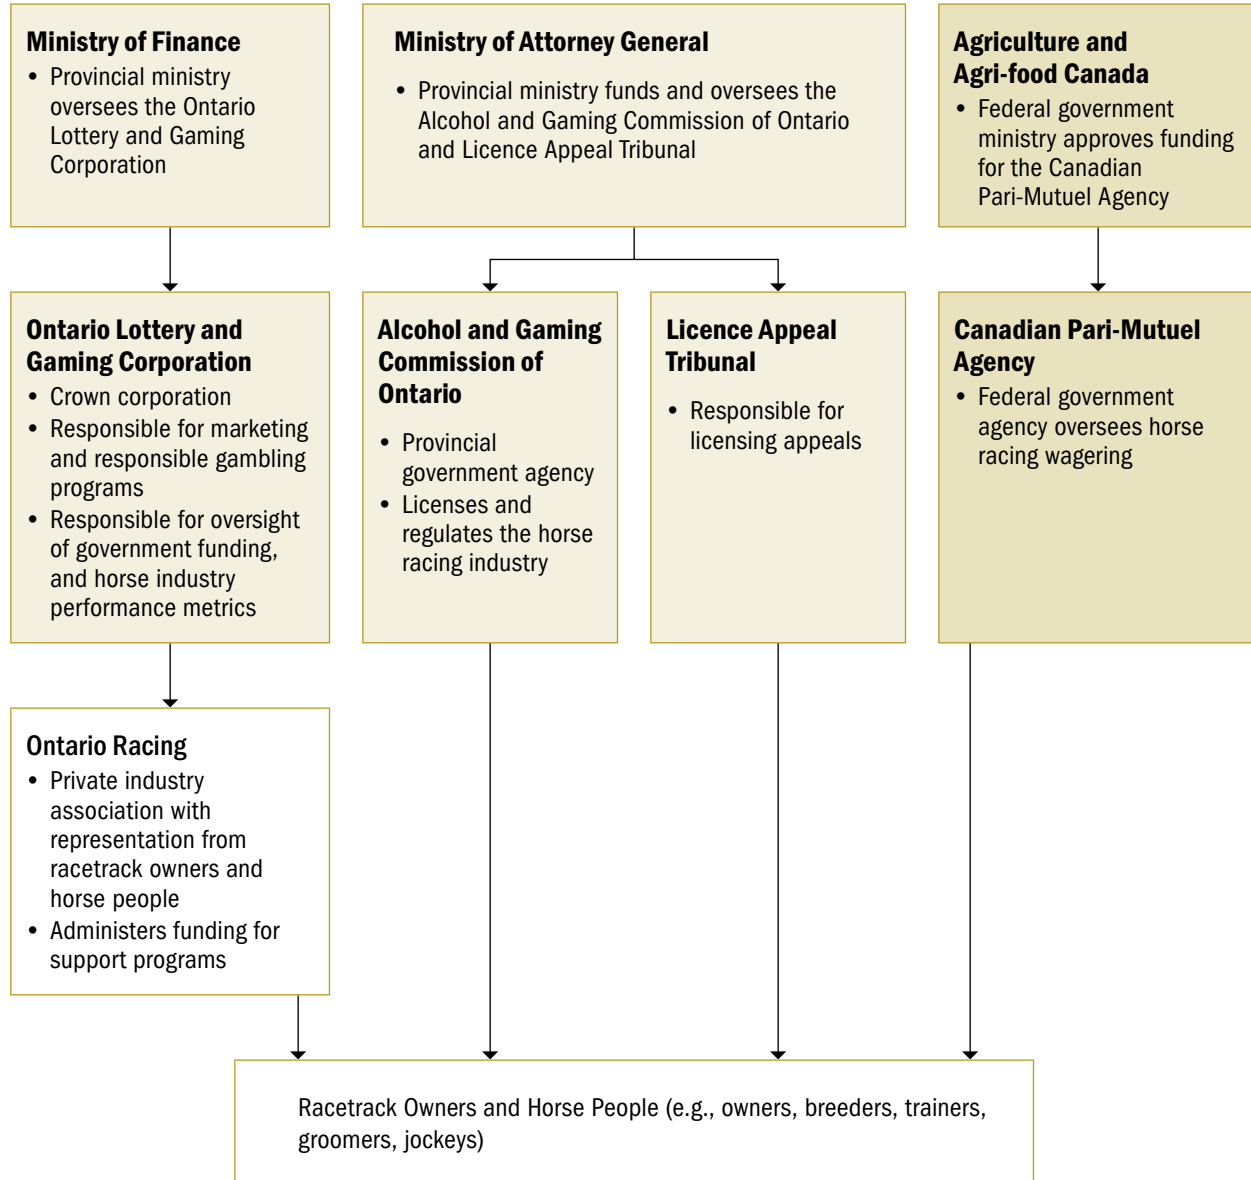 Ministry of Finance
• Provincial ministry
oversees the Ontario
Lottery and Gaming
Corporation
Ministry of Attorney General
• Provincial ministry funds and oversees the
Alcohol and Gaming Commission of Ontario
and Licence Appeal Tribunal
Agriculture and
Agri-food Canada
• Federal government
ministry approves funding
for the Canadian
Pari-Mutuel Agency
Ontario Lottery and
Gaming Corporation
• Crown corporation
• Responsible for marketing
and responsible gambling
programs
• Responsible for oversight
of government funding,
and horse industry
performance metrics
Alcohol and Gaming
Commission of
Ontario
• Provincial
government agency
• Licenses and
regulates the horse
racing industry
Licence Appeal
Tribunal
• Responsible for
licensing appeals
Canadian Pari-Mutuel
Agency
• Federal government
agency oversees horse
racing wagering
Ontario Racing
• Private industry
association with
representation from
racetrack owners and
horse people
• Administers funding for
support programs
Racetrack Owners and Horse People (e.g., owners, breeders, trainers,
groomers, jockeys)